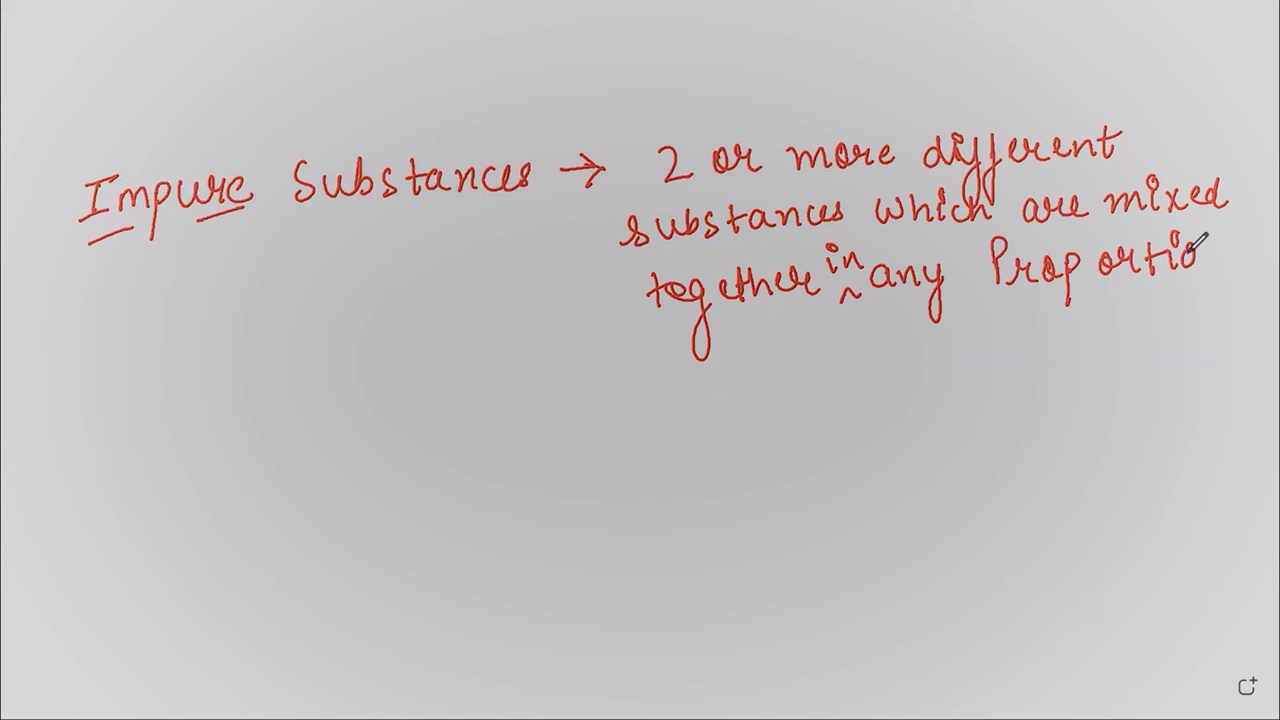 Impure Substances → 2 or more different
substances which are mixed
together in any Proportio